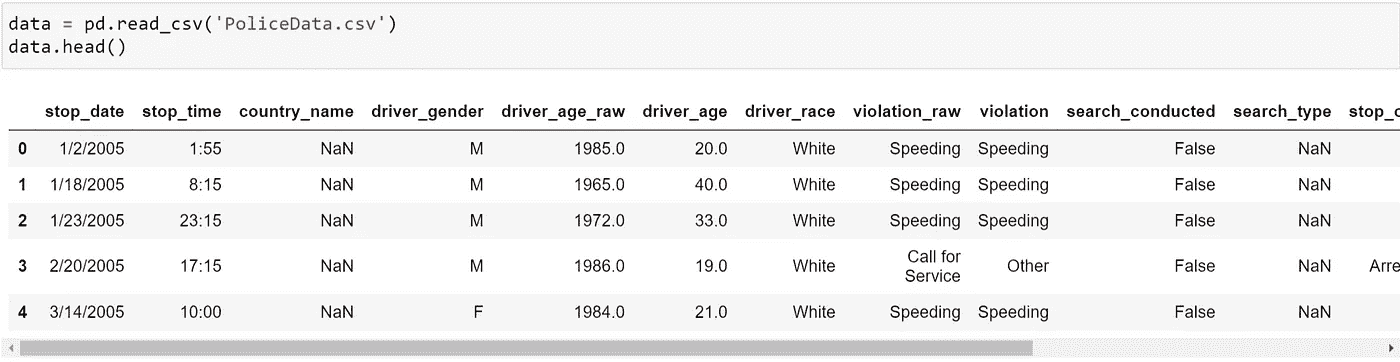 data = pd.read_csv('PoliceData.csv')
data.head()
stop_date stop_time country_name driver_gender driver_age_raw driver_age driver_race violation_raw violation search_conducted search_type
0 1/2/2005 1:55 NaN M 1985.0 20.0 White Speeding Speeding False NaN
1 1/18/2005 8:15 NaN M 1965.0 40.0 White Speeding Speeding False NaN
2 1/23/2005 23:15 NaN M 1972.0 33.0 White Speeding Speeding False NaN
3 2/20/2005 17:15 NaN M 1986.0 19.0 White Call for Service Other False NaN Arre
4 3/14/2005 10:00 NaN F 1984.0 21.0 White Speeding Speeding False NaN